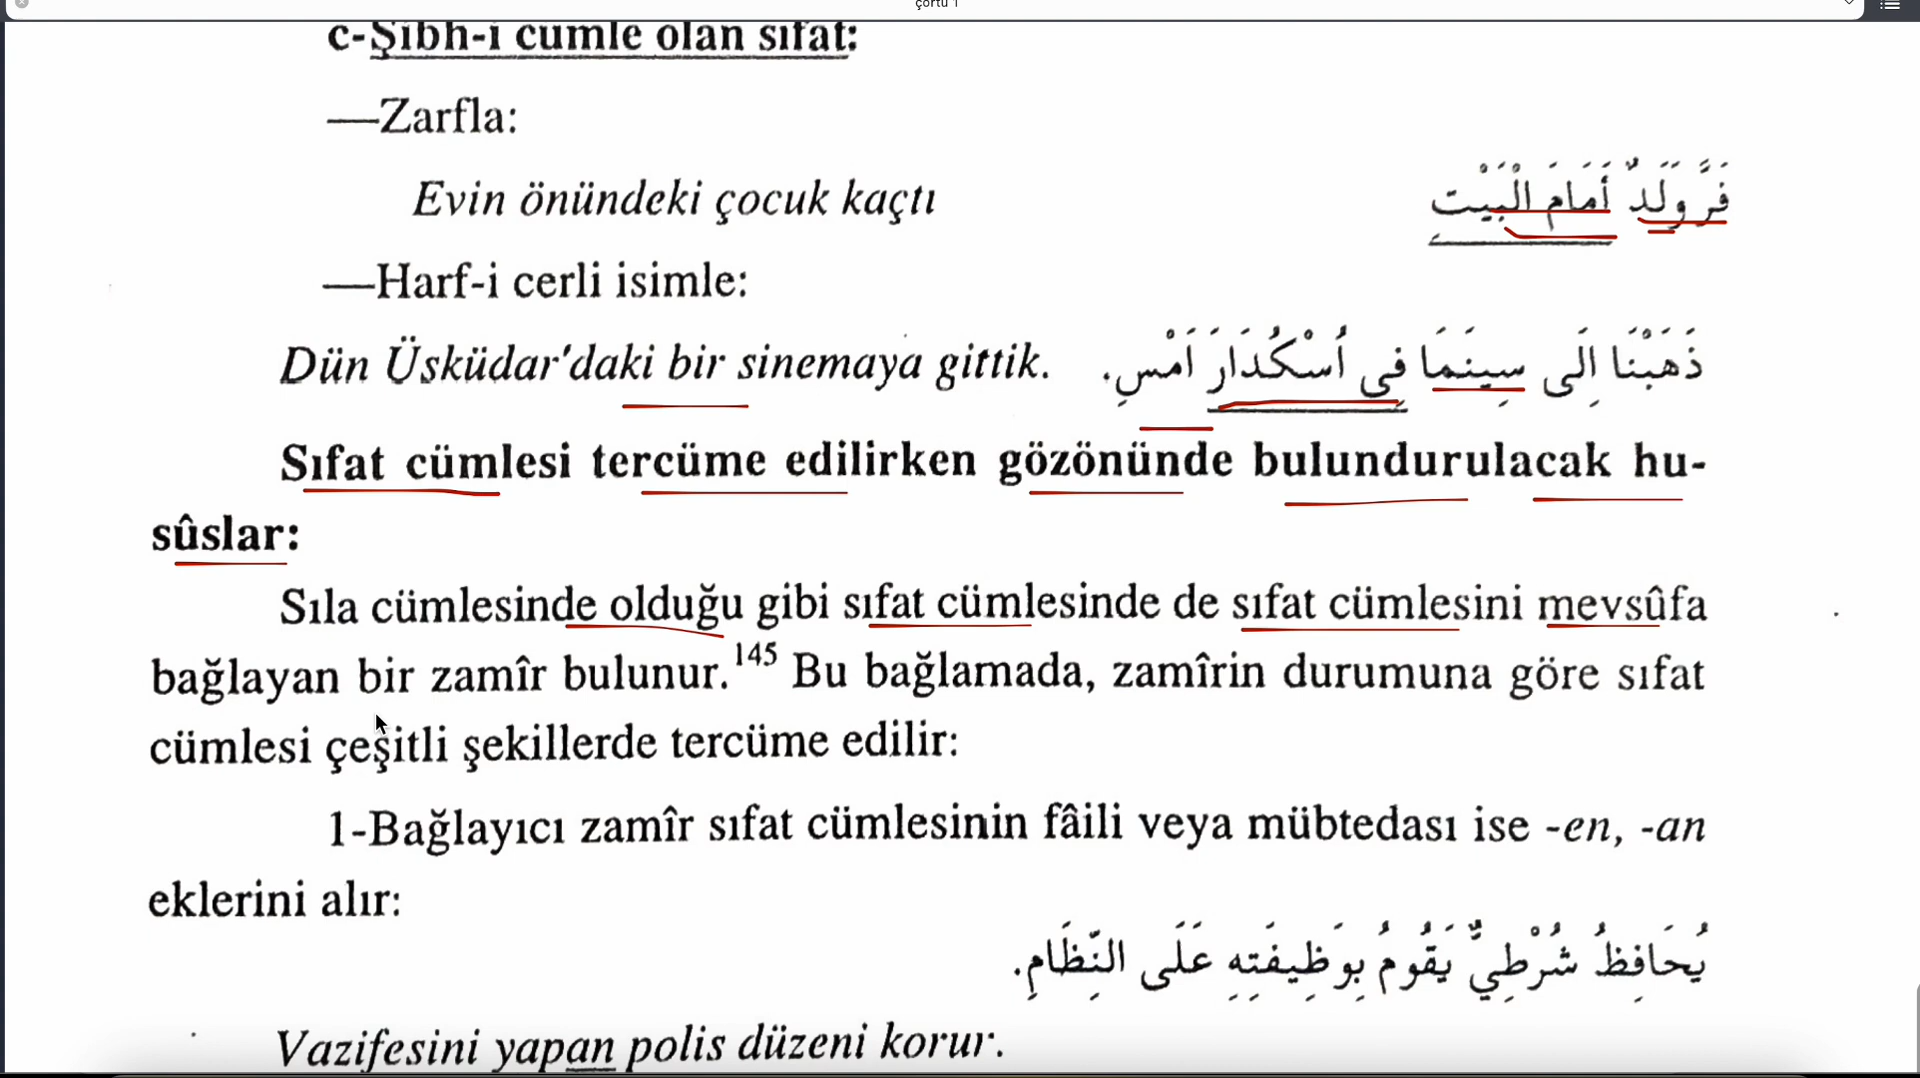 çörtü 1
c-Şibh-i cümle olan sıfat:
—Zarfla:
Evin önündeki çocuk kaçtı
فَرَّ وَلَدٌ أَمَامَ الْبَيْت
—Harf-i cerli isimle:
Dün Üsküdar'daki bir sinemaya gittik.
ذَهَبْنَا اِلَى سِينَمَا فِي اُسْكُدَارَ اَمْسِ.
Sıfat cümlesi tercüme edilirken gözönünde bulundurulacak hu-
sûslar:
Sıla cümlesinde olduğu gibi sıfat cümlesinde de sıfat cümlesini mevsûfa
bağlayan bir zamîr bulunur.145 Bu bağlamada, zamîrin durumuna göre sıfat
cümlesi çeşitli şekillerde tercüme edilir:
1-Bağlayıcı zamîr sıfat cümlesinin fâili veya mübtedası ise -en, -an
eklerini alır:
يُحَافِظُ شُرْطِيٌّ يَقُومُ بِوَظِيفَتِهِ عَلَى النِّظَامِ.
Vazifesini yapan polis düzeni korur.